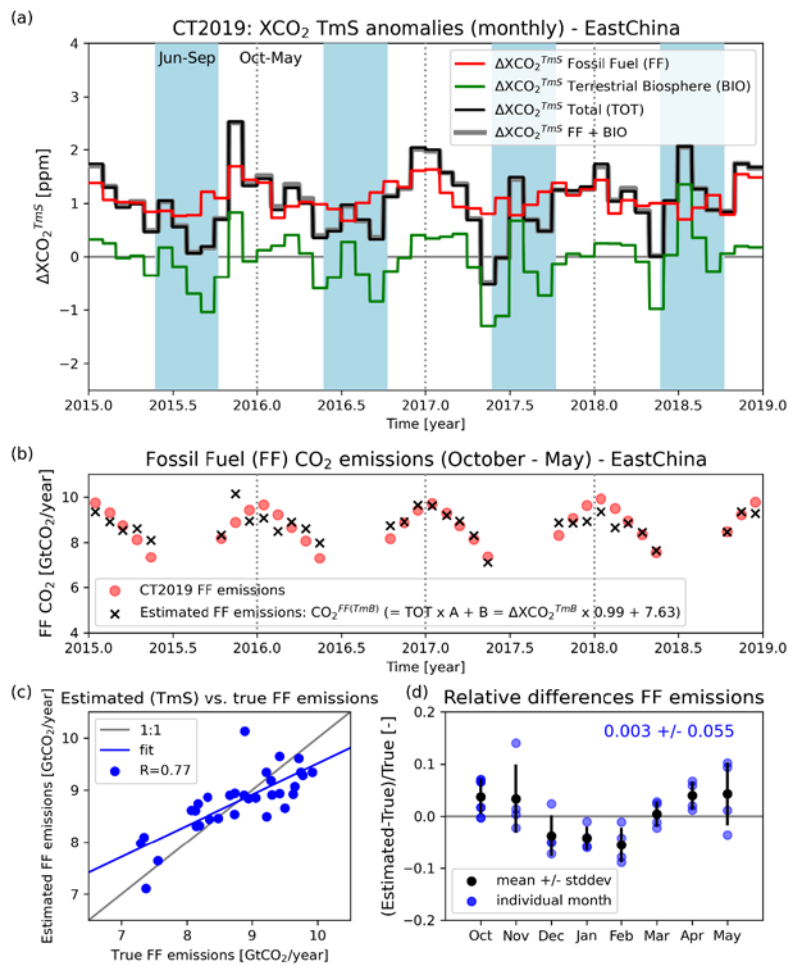 (a)
CT2019: XCO₂ TmS anomalies (monthly) - EastChina
Jun-Sep
Oct-May
ΔXCO₂ᵀᵐˢ Fossil Fuel (FF)
ΔXCO₂ᵀᵐˢ Terrestrial Biosphere (BIO)
ΔXCO₂ᵀᵐˢ Total (TOT)
ΔXCO₂ᵀᵐˢ FF + BIO
ΔXCO₂ᵀᵐˢ [ppm]
4
3
2
1
0
−1
−2
2015.0 2015.5 2016.0 2016.5 2017.0 2017.5 2018.0 2018.5 2019.0
Time [year]
(b)
Fossil Fuel (FF) CO₂ emissions (October - May) - EastChina
FF CO₂ [GtCO₂/year]
10
8
6
4
CT2019 FF emissions
Estimated FF emissions: CO₂ᶠᶠ⁽ᵀᵐᴮ⁾ (= TOT x A + B = ΔXCO₂ᵀᵐᴮ x 0.99 + 7.63)
2015.0 2015.5 2016.0 2016.5 2017.0 2017.5 2018.0 2018.5 2019.0
Time [year]
(c)
Estimated (TmS) vs. true FF emissions
Estimated FF emissions [GtCO₂/year]
10
9
8
7
1:1
fit
R=0.77
7 8 9 10
True FF emissions [GtCO₂/year]
(d)
Relative differences FF emissions
(Estimated-True)/True [-]
0.2
0.1
0.0
−0.1
−0.2
0.003 +/- 0.055
mean +/- stddev
individual month
Oct Nov Dec Jan Feb Mar Apr May